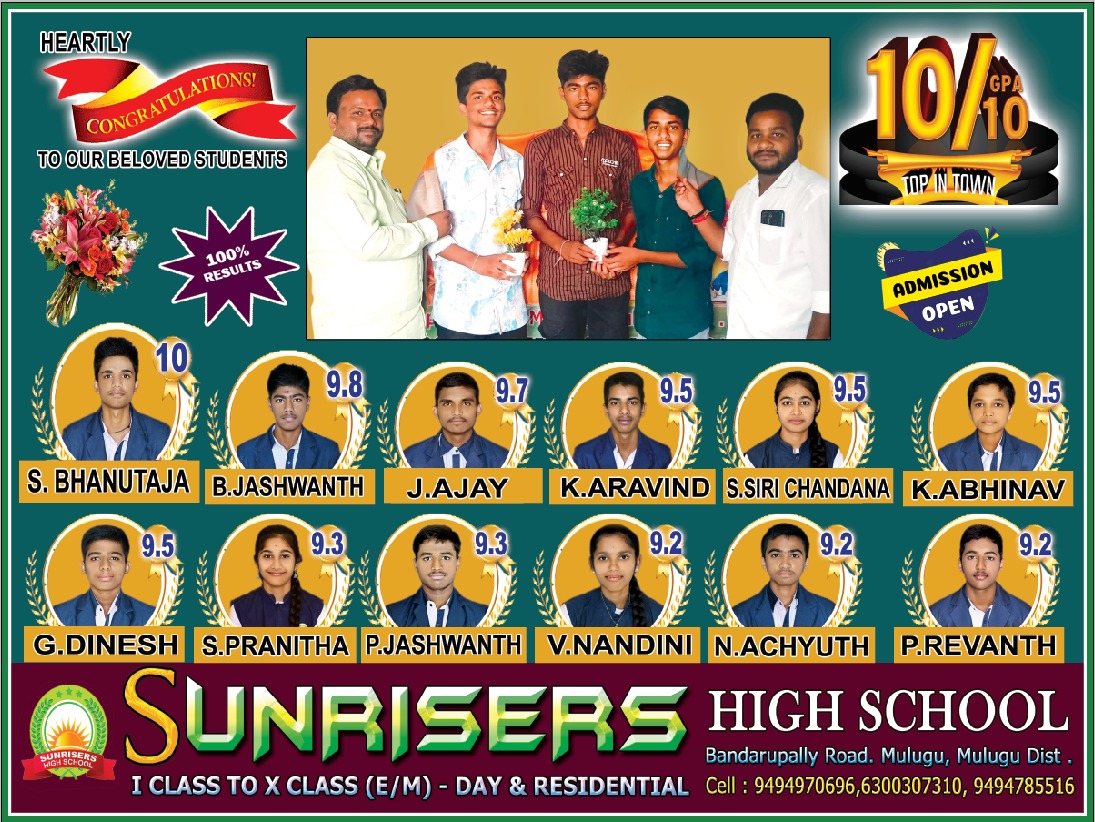 HEARTLY
CONGRATULATIONS!
TO OUR BELOVED STUDENTS
100%
RESULTS
10/10
GPA
TOP IN TOWN
ADMISSION
OPEN
10
S. BHANUTAJA
9.8
B.JASHWANTH
9.7
J.AJAY
9.5
K.ARAVIND
9.5
S.SIRI CHANDANA
9.5
K.ABHINAV
9.5
G.DINESH
9.3
S.PRANITHA
9.3
P.JASHWANTH
9.2
V.NANDINI
9.2
N.ACHYUTH
9.2
P.REVANTH
SUNRISERS
HIGH SCHOOL
SUNRISERS HIGH SCHOOL
Bandarupally Road. Mulugu, Mulugu Dist .
I CLASS TO X CLASS (E/M) - DAY & RESIDENTIAL
Cell : 9494970696,6300307310, 9494785516